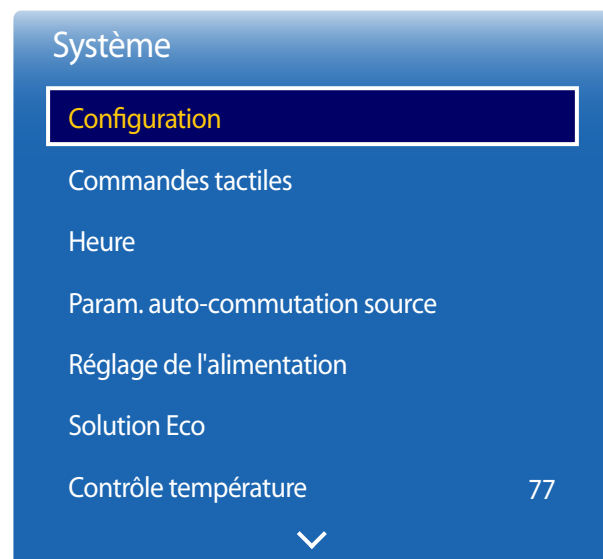 Système
Configuration
Commandes tactiles
Heure
Param. auto-commutation source
Réglage de l'alimentation
Solution Eco
Contrôle température 77